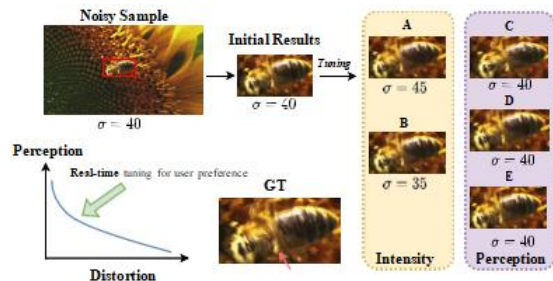 Noisy Sample
σ = 40
Initial Results
σ = 40
Tuning
A
σ = 45
B
σ = 35
Intensity
C
σ = 40
D
σ = 40
E
σ = 40
Perception
Perception
Real-time tuning for user preference
Distortion
GT